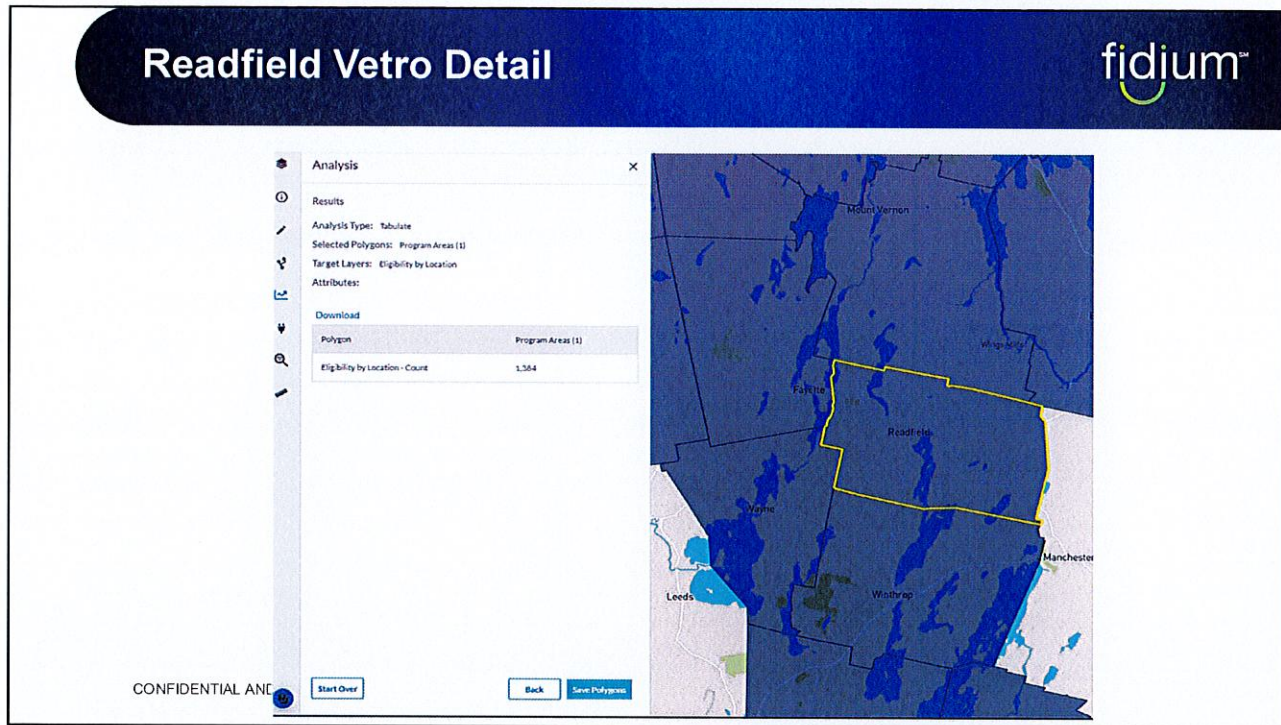 Readfield Vetro Detail
fidium℠
Analysis
Results
Analysis Type: Tabulate
Selected Polygons: Program Areas (1)
Target Layers: Eligibility by Location
Attributes:
Download
Polygon Program Areas (1)
Eligibility by Location - Count 1,384
Start Over
Back
Save Polygons
Mount Vernon
Fayette
Readfield
Wayne
Manchester
Leeds
Winthrop
CONFIDENTIAL AND